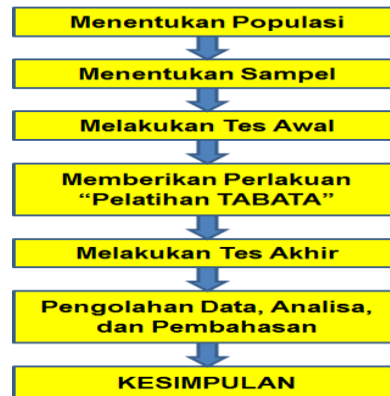 Menentukan Populasi
Menentukan Sampel
Melakukan Tes Awal
Memberikan Perlakuan
“Pelatihan TABATA”
Melakukan Tes Akhir
Pengolahan Data, Analisa,
dan Pembahasan
KESIMPULAN